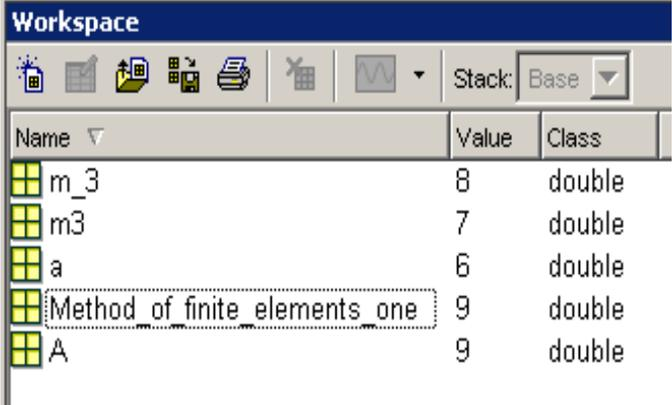 Workspace
Stack: Base
Name Value Class
m_3 8 double
m3 7 double
a 6 double
Method_of_finite_elements_one 9 double
A 9 double